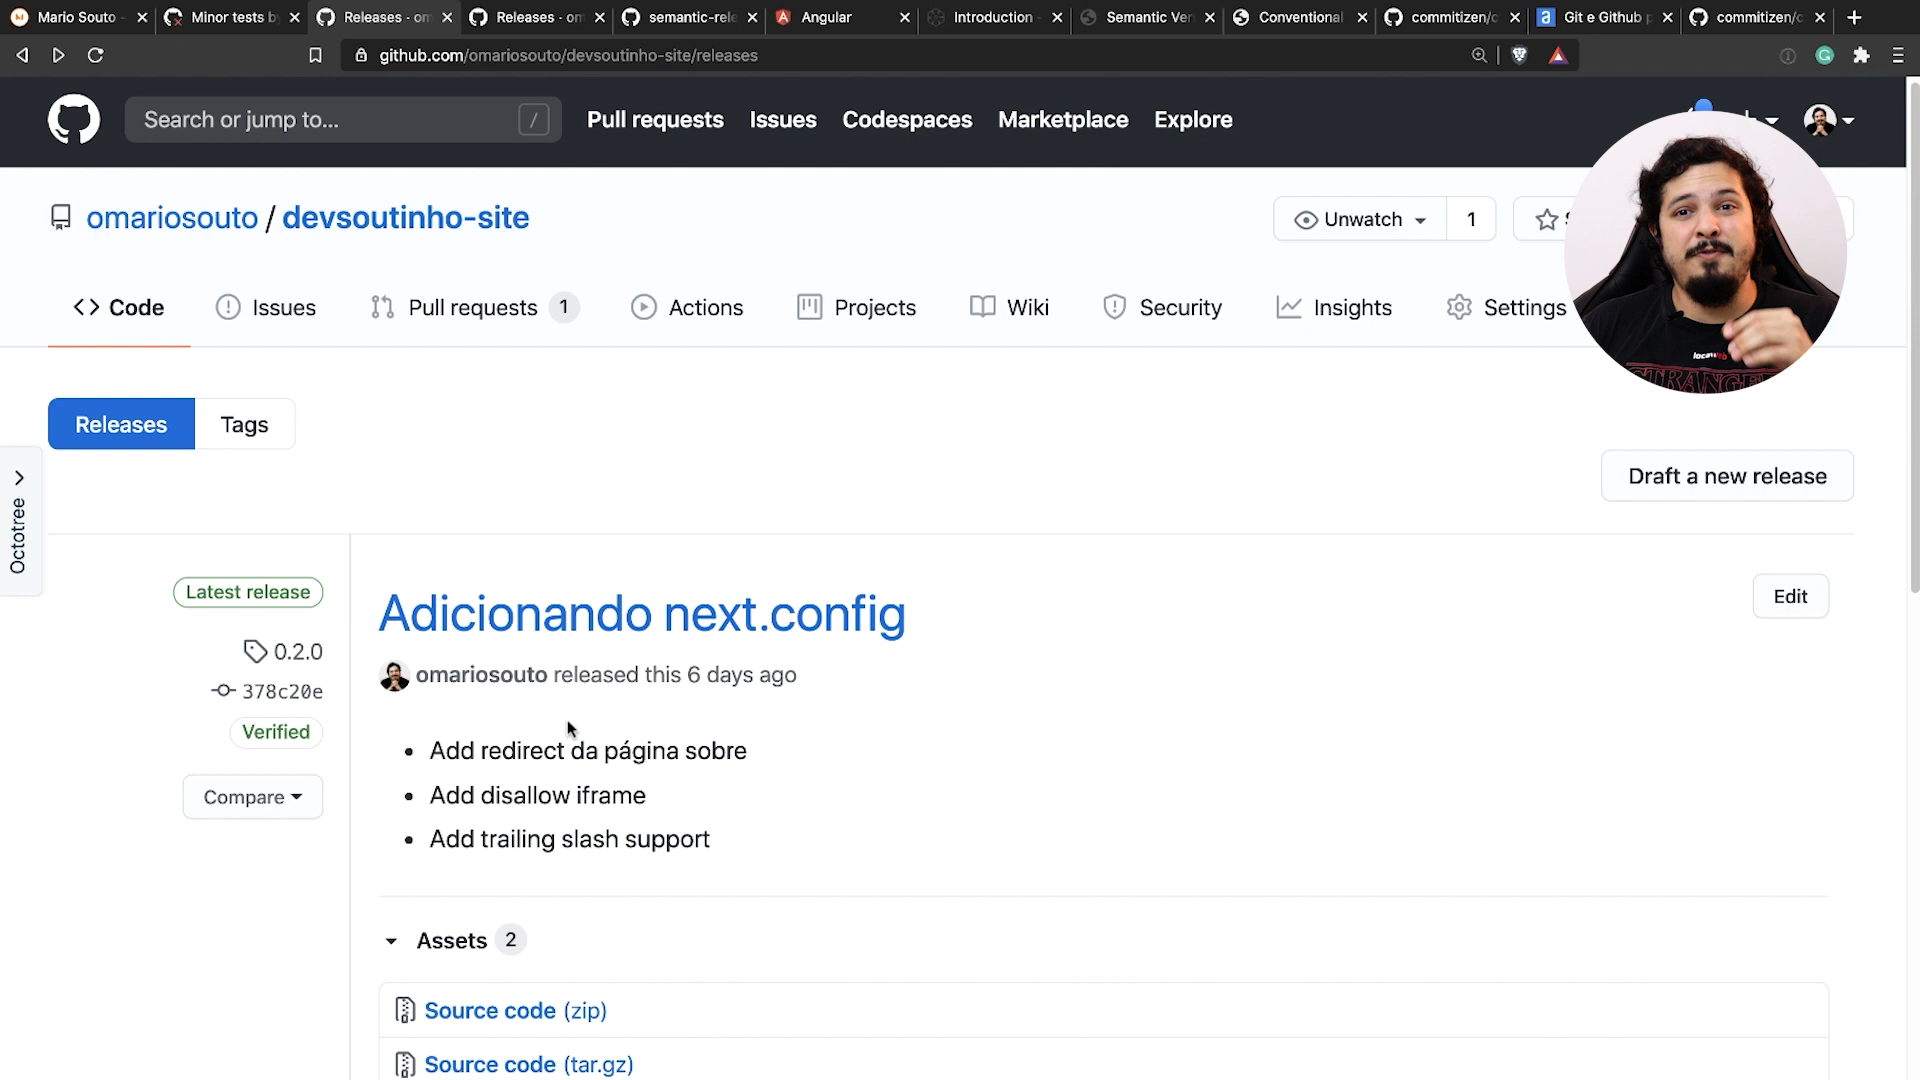 Mario Souto -
Minor tests b
Releases - om
Releases - om
semantic-rele
Angular
Introduction -
Semantic Ver
Conventional
commitizen/c
Git e Github p
commitizen/c
github.com/omariosouto/devsoutinho-site/releases
Search or jump to...
/
Pull requests
Issues
Codespaces
Marketplace
Explore
omariosouto / devsoutinho-site
Unwatch
1
Code
Issues
Pull requests 1
Actions
Projects
Wiki
Security
Insights
Settings
locaweb
STRANGE
Releases
Tags
Draft a new release
Octotree
Latest release
0.2.0
378c20e
Verified
Compare
Adicionando next.config
Edit
omariosouto released this 6 days ago
• Add redirect da página sobre
• Add disallow iframe
• Add trailing slash support
Assets 2
Source code (zip)
Source code (tar.gz)